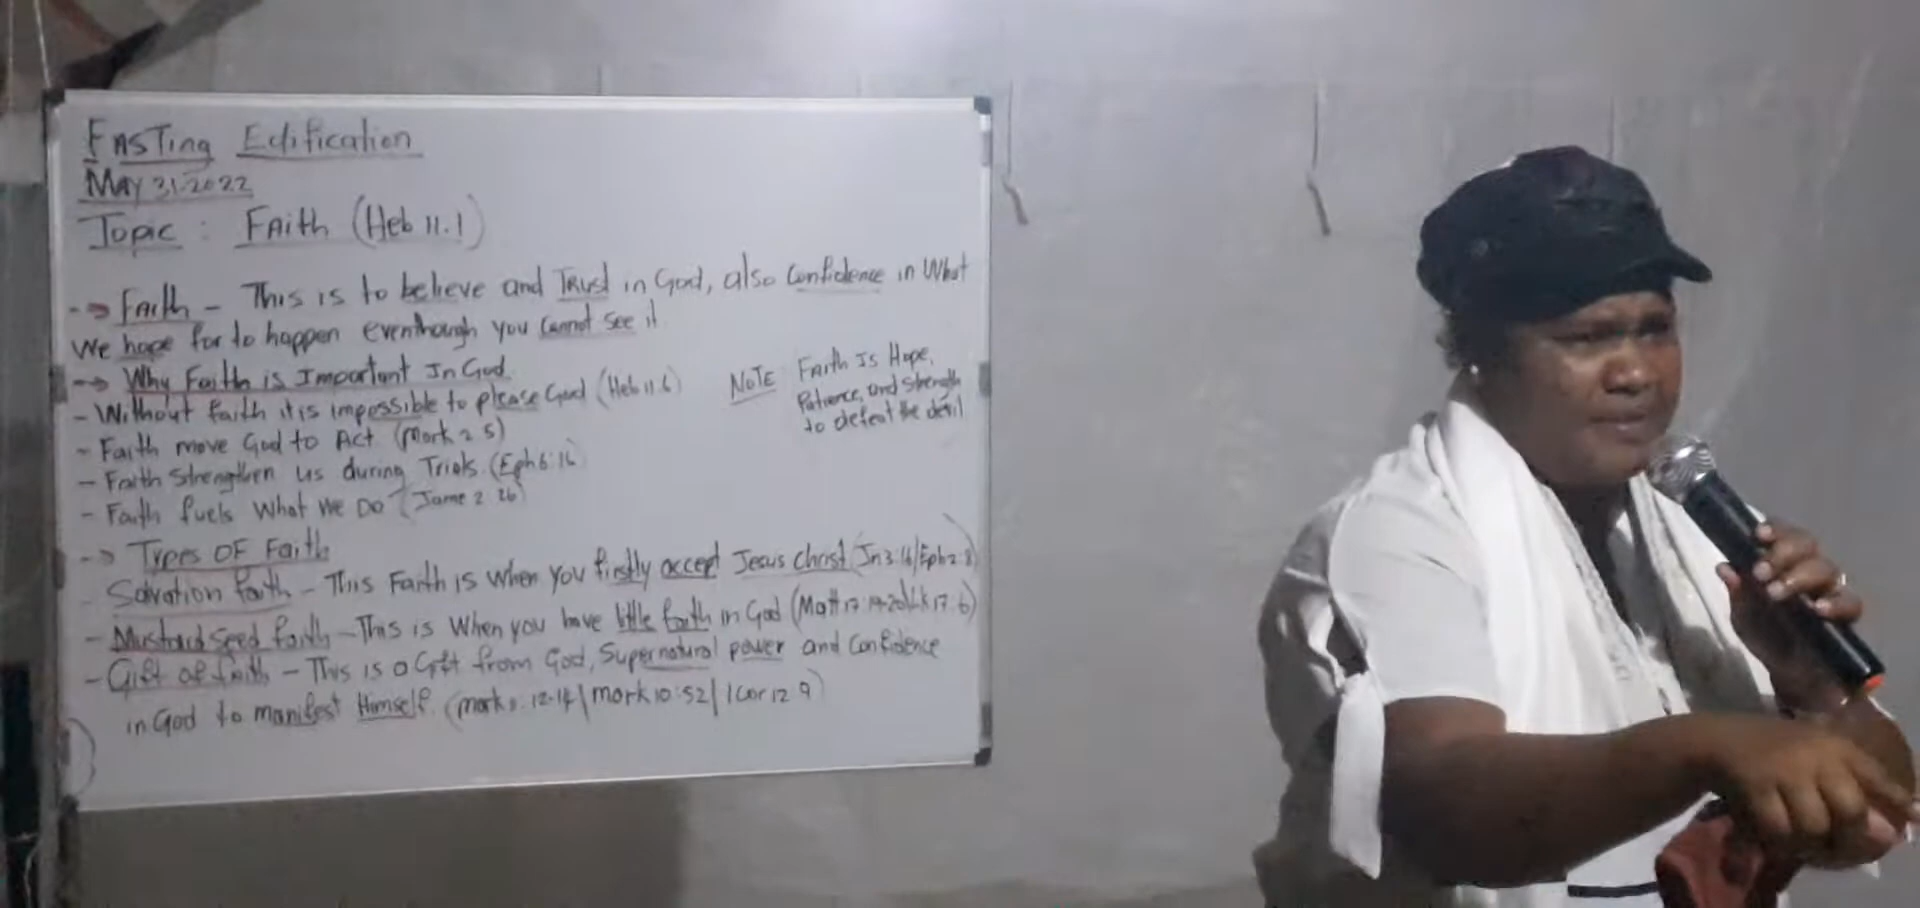 FASTing Edification
MAY 31.2022
Topic : FAith (Heb 11.1)
--> FAith - This is to believe and Trust in God, also Confidence in What
We hope for to happen eventhough you Cannot See it
--> Why Faith is Important In God.
- Without faith it is impossible to please God (Heb 11.6)
- Faith move God to Act (Mark 2 5)
- Faith Strengthen us during Trials. (Eph 6:16)
- Faith fuels What We Do (Jame 2:26)
NOTE Faith Is Hope,
Patience, and strength
to defeat the devil
--> Types OF Faith
Salvation faith - This Faith is When you firstly accept Jesus Christ (Jn 3:16/Eph 2:8)
- Mustard Seed faith - This is When you have little faith in God (Matt 17:14-20/Lk 17:6)
- Gift of faith - This is a Gift from God, Supernatural power and Confidence
in God to manifest Himself. (mark 12-14/mark 10:52/1 Cor 12 9)